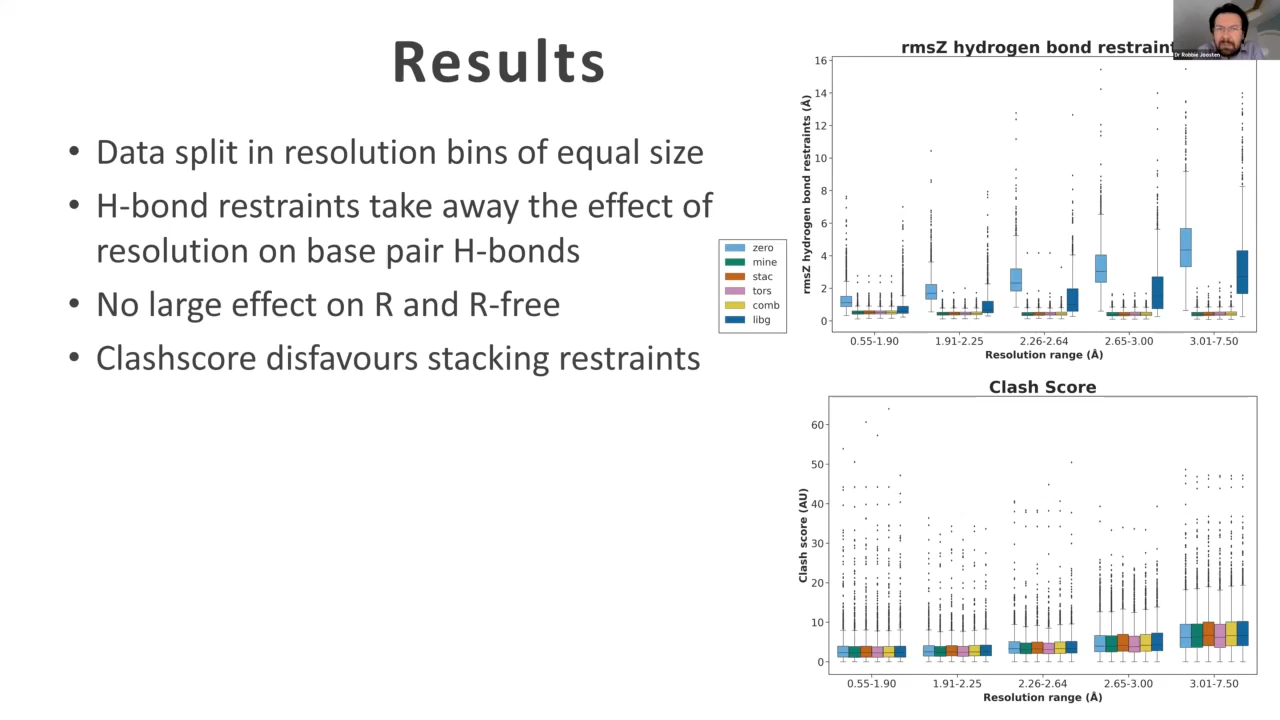 Results
• Data split in resolution bins of equal size
• H-bond restraints take away the effect of
resolution on base pair H-bonds
• No large effect on R and R-free
• Clashscore disfavours stacking restraints
zero
mine
stac
tors
comb
libg
rmsZ hydrogen bond restraint
Dr Robbie Joosten
rmsZ hydrogen bond restraints (Å)
16
14
12
10
8
6
4
2
0
0.55-1.90 1.91-2.25 2.26-2.64 2.65-3.00 3.01-7.50
Resolution range (Å)
Clash Score
Clash score (AU)
60
50
40
30
20
10
0
0.55-1.90 1.91-2.25 2.26-2.64 2.65-3.00 3.01-7.50
Resolution range (Å)